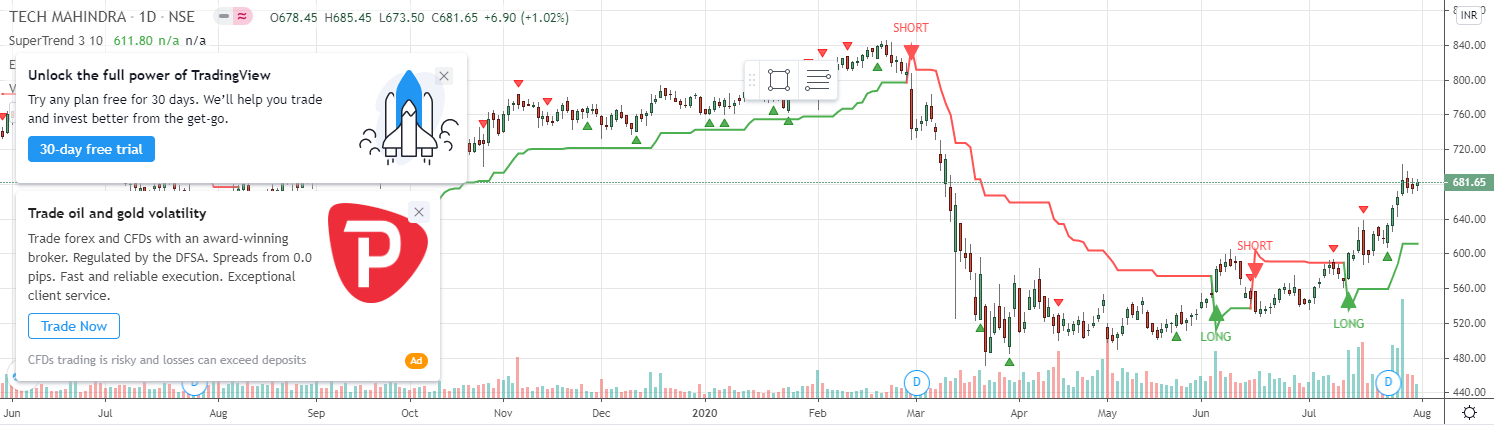 TECH MAHINDRA · 1D · NSE O678.45 H685.45 L673.50 C681.65 +6.90 (+1.02%)
SuperTrend 3 10 611.80 n/a n/a
INR
840.00
800.00
760.00
720.00
681.65
640.00
600.00
560.00
520.00
480.00
440.00
Unlock the full power of TradingView
Try any plan free for 30 days. We'll help you trade
and invest better from the get-go.
30-day free trial
Trade oil and gold volatility
Trade forex and CFDs with an award-winning
broker. Regulated by the DFSA. Spreads from 0.0
pips. Fast and reliable execution. Exceptional
client service.
Trade Now
CFDs trading is risky and losses can exceed deposits
Ad
P
SHORT
SHORT
LONG
LONG
D
D
D
Jun Jul Aug Sep Oct Nov Dec 2020 Feb Mar Apr May Jun Jul Aug